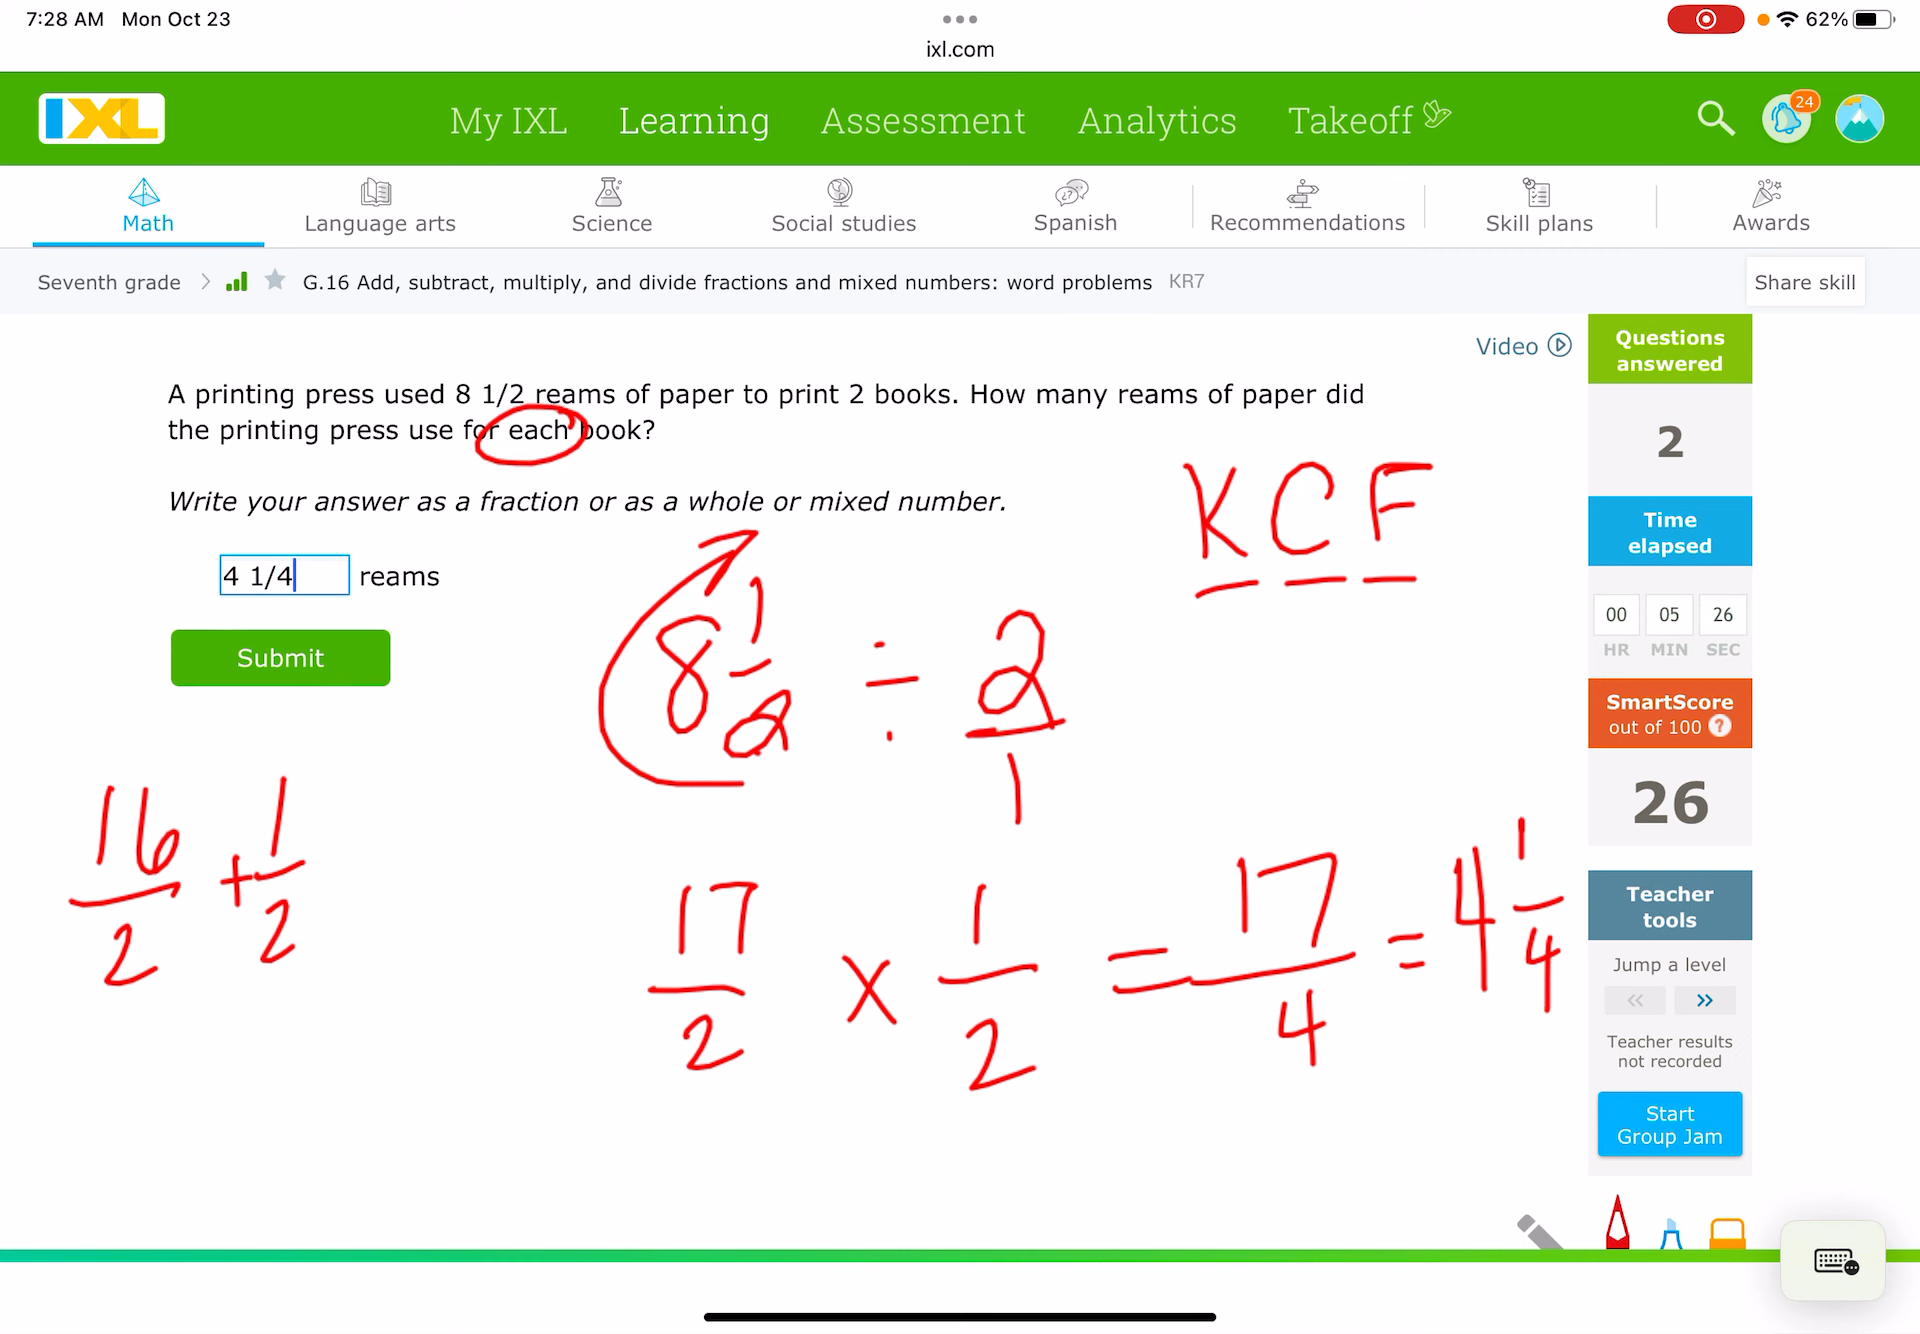 7:28 AM Mon Oct 23
62%
ixl.com
IXL
My IXL Learning Assessment Analytics Takeoff
24
Math Language arts Science Social studies Spanish Recommendations Skill plans Awards
Seventh grade G.16 Add, subtract, multiply, and divide fractions and mixed numbers: word problems KR7
Share skill
Video
A printing press used 8 1/2 reams of paper to print 2 books. How many reams of paper did
the printing press use for each book?
Write your answer as a fraction or as a whole or mixed number.
4 1/4 reams
Submit
K C F
8 1/2 ÷ 2/1
16/2 + 1/2
17/2 x 1/2 = 17/4 = 4 1/4
Questions
answered
2
Time
elapsed
00 05 26
HR MIN SEC
SmartScore
out of 100 ?
26
Teacher
tools
Jump a level
Teacher results
not recorded
Start
Group Jam